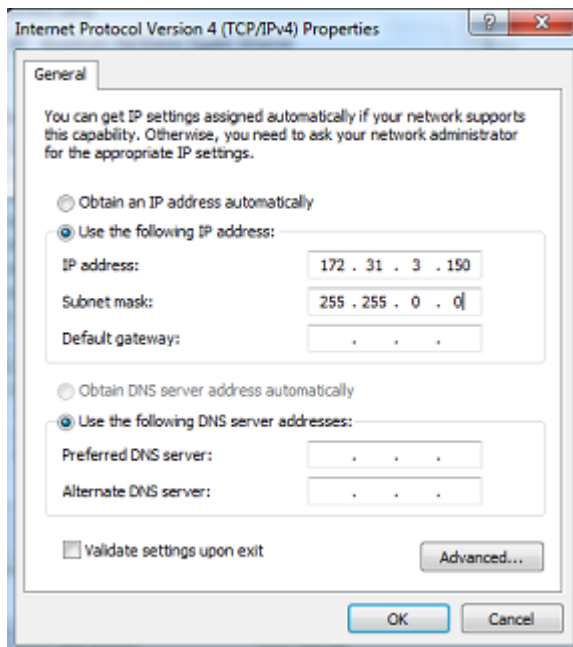 Internet Protocol Version 4 (TCP/IPv4) Properties
General
You can get IP settings assigned automatically if your network supports
this capability. Otherwise, you need to ask your network administrator
for the appropriate IP settings.
Obtain an IP address automatically
Use the following IP address:
IP address: 172 . 31 . 3 . 150
Subnet mask: 255 . 255 . 0 . 0
Default gateway: . . .
Obtain DNS server address automatically
Use the following DNS server addresses:
Preferred DNS server: . . .
Alternate DNS server: . . .
Validate settings upon exit
Advanced...
OK Cancel